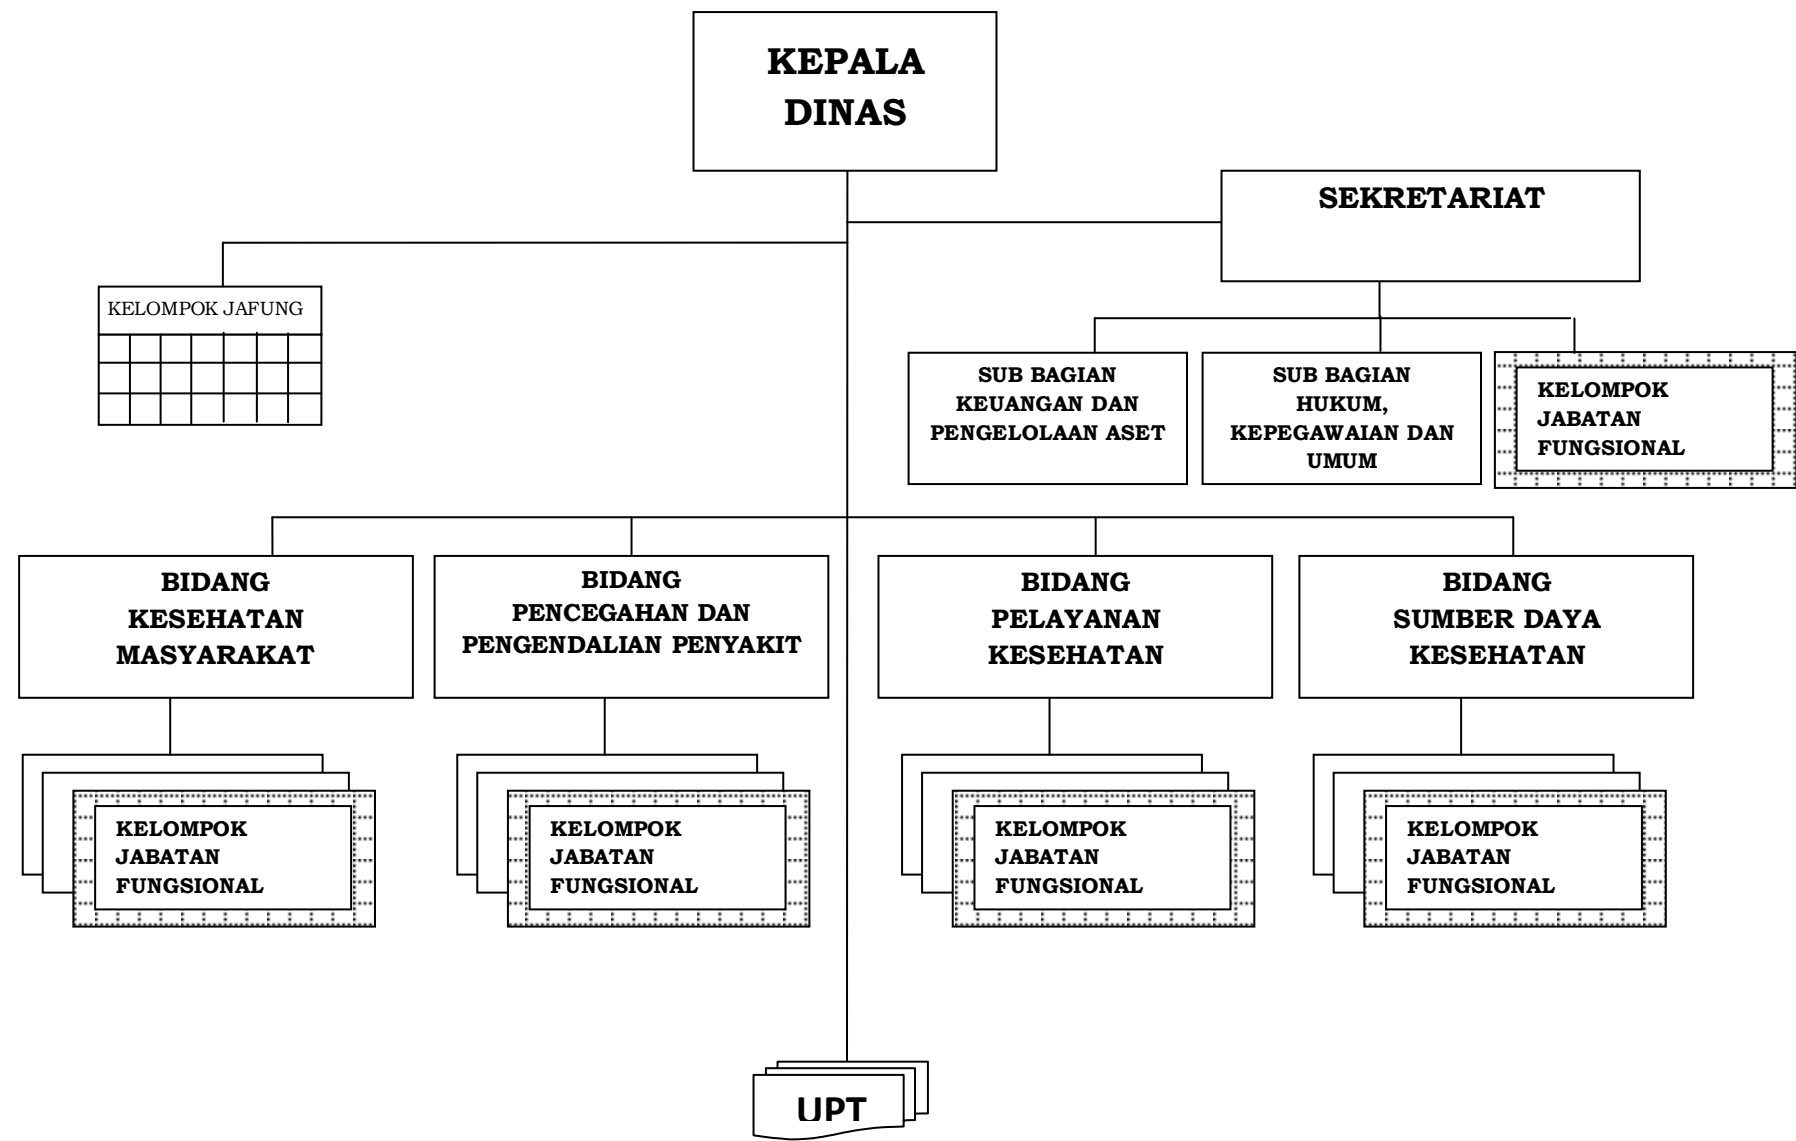 KEPALA
DINAS
SEKRETARIAT
KELOMPOK JAFUNG
SUB BAGIAN
KEUANGAN DAN
PENGELOLAAN ASET
SUB BAGIAN
HUKUM,
KEPEGAWAIAN DAN
UMUM
KELOMPOK
JABATAN
FUNGSIONAL
BIDANG
KESEHATAN
MASYARAKAT
BIDANG
PENCEGAHAN DAN
PENGENDALIAN PENYAKIT
BIDANG
PELAYANAN
KESEHATAN
BIDANG
SUMBER DAYA
KESEHATAN
KELOMPOK
JABATAN
FUNGSIONAL
KELOMPOK
JABATAN
FUNGSIONAL
KELOMPOK
JABATAN
FUNGSIONAL
KELOMPOK
JABATAN
FUNGSIONAL
UPT